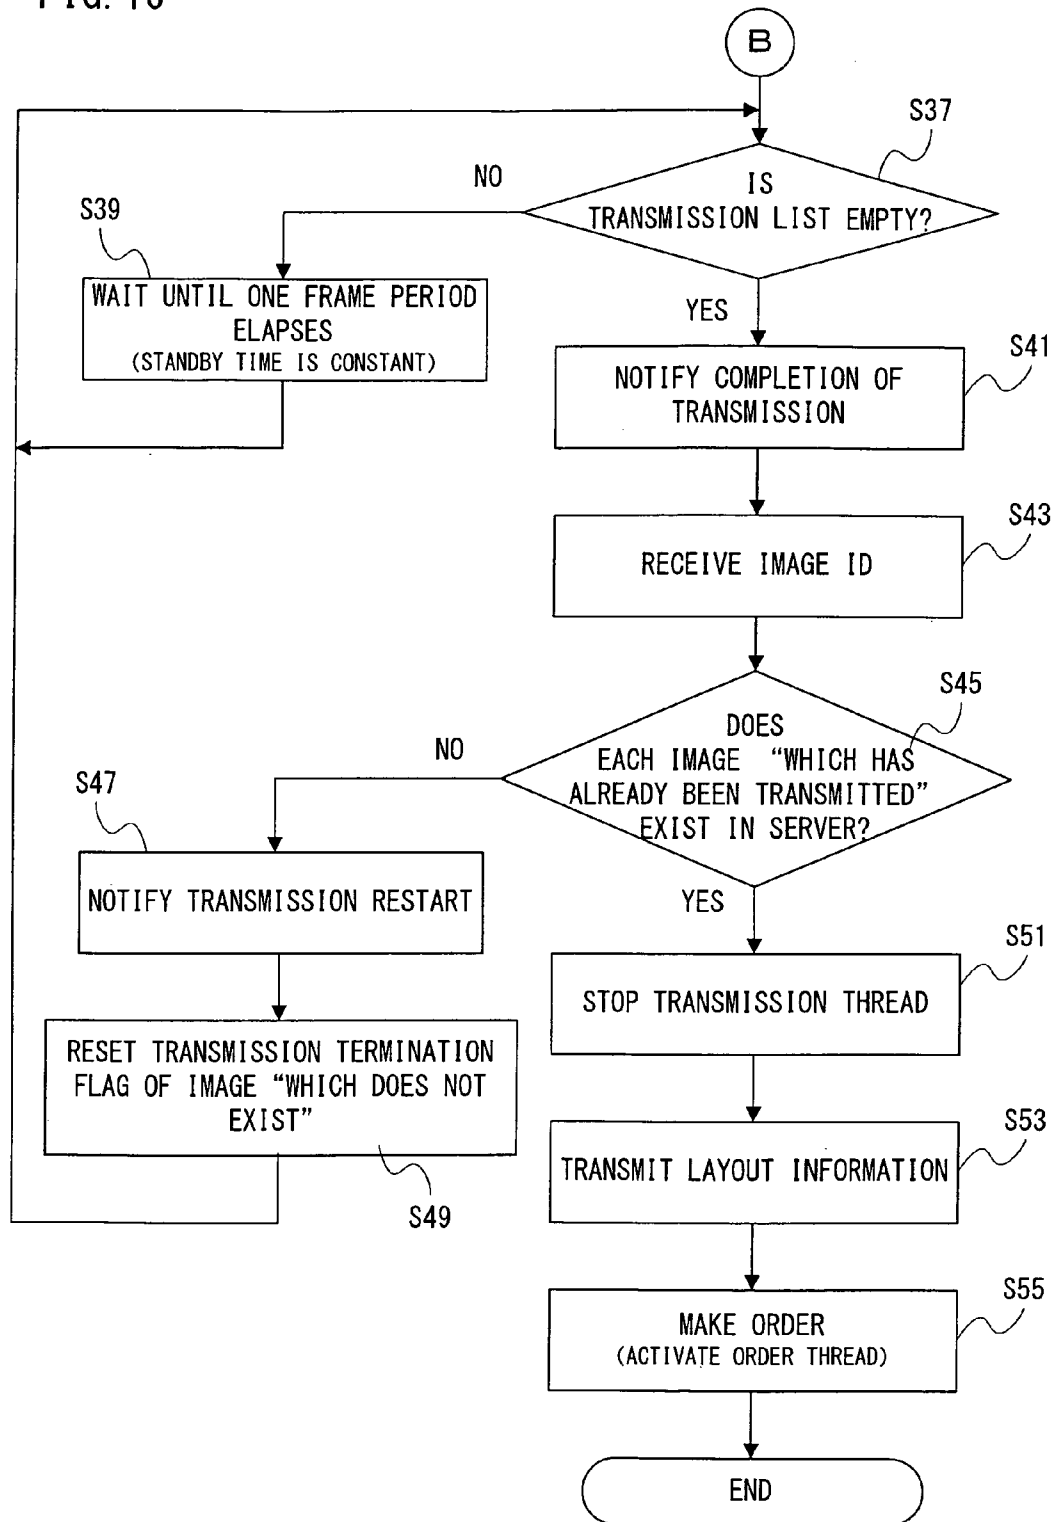 B
S37
NO
IS
TRANSMISSION LIST EMPTY?
S39
WAIT UNTIL ONE FRAME PERIOD
ELAPSES
(STANDBY TIME IS CONSTANT)
YES
S41
NOTIFY COMPLETION OF
TRANSMISSION
S43
RECEIVE IMAGE ID
S45
DOES
EACH IMAGE “WHICH HAS
ALREADY BEEN TRANSMITTED”
EXIST IN SERVER?
NO
S47
NOTIFY TRANSMISSION RESTART
YES
S51
STOP TRANSMISSION THREAD
RESET TRANSMISSION TERMINATION
FLAG OF IMAGE “WHICH DOES NOT
EXIST”
S49
S53
TRANSMIT LAYOUT INFORMATION
S55
MAKE ORDER
(ACTIVATE ORDER THREAD)
END